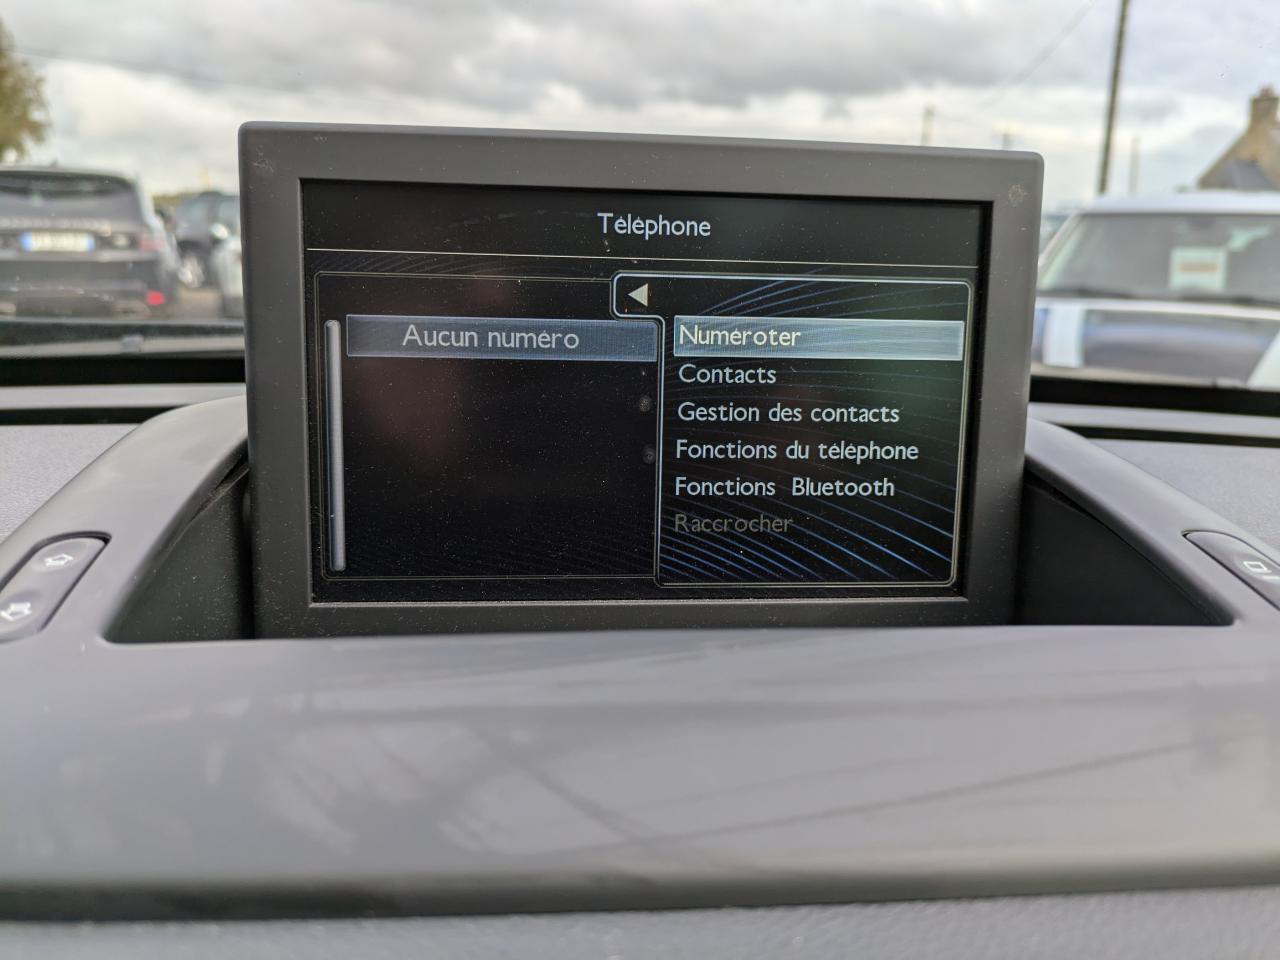 Téléphone
Aucun numéro
Numéroter
Contacts
Gestion des contacts
Fonctions du téléphone
Fonctions Bluetooth
Raccrocher